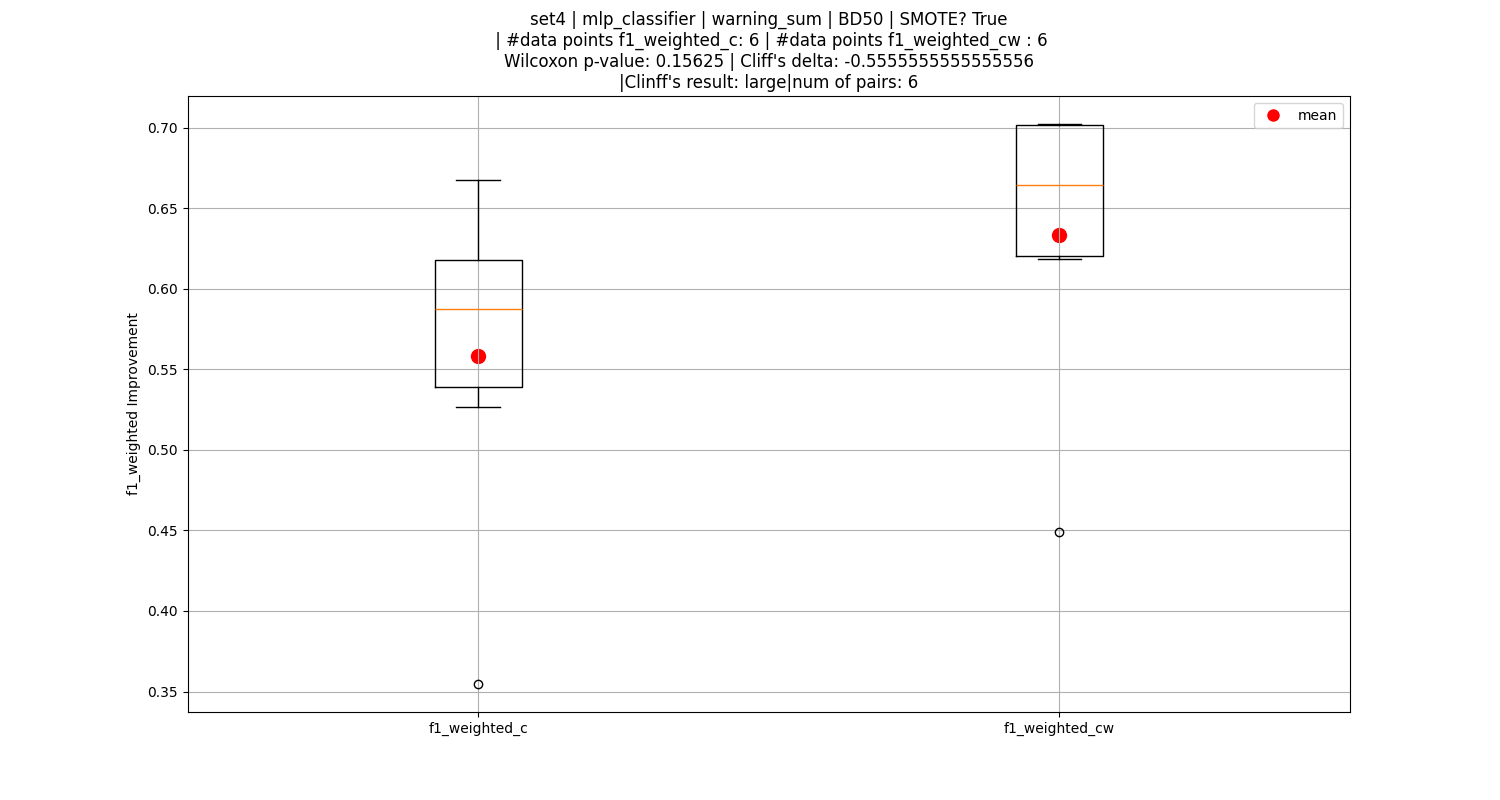 set4 | mlp_classifier | warning_sum | BD50 | SMOTE? True
| #data points f1_weighted_c: 6 | #data points f1_weighted_cw : 6
Wilcoxon p-value: 0.15625 | Cliff's delta: -0.5555555555555556
|Clinff's result: large|num of pairs: 6
mean
0.70
0.65
0.60
0.55
0.50
0.45
0.40
0.35
f1_weighted Improvement
f1_weighted_c
f1_weighted_cw